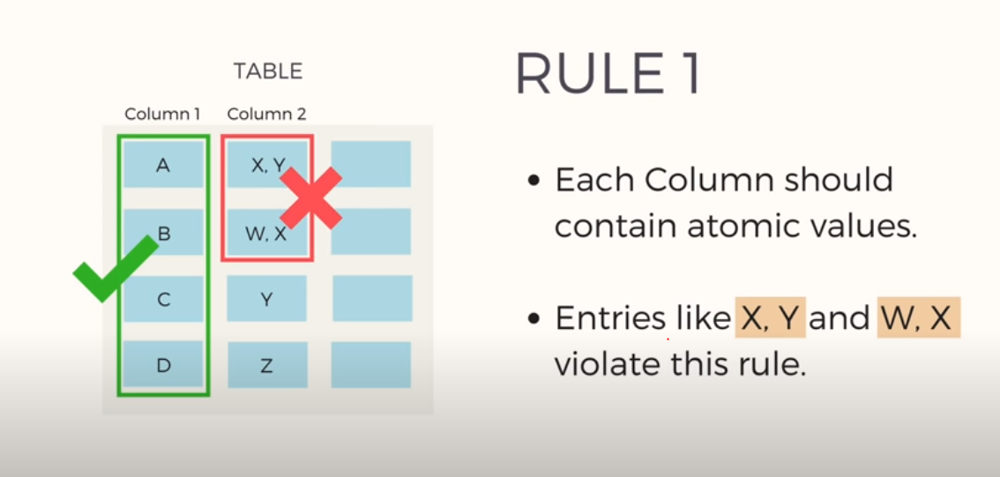 TABLE
Column 1 Column 2
A X, Y
B W, X
C Y
D Z
RULE 1
• Each Column should
contain atomic values.
• Entries like X, Y and W, X
violate this rule.